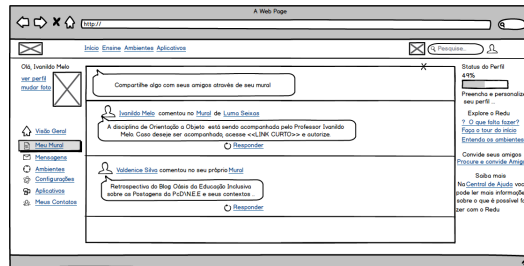 A Web Page
http://
Início Ensine Ambientes Aplicativos
Pesquise..
Olá, Ivanildo Melo
ver perfil
mudar foto
Visão Geral
Meu Mural
Mensagens
Ambientes
Configurações
Aplicativos
Meus Contatos
X
Compartilhe algo com seus amigos através de seu mural
Ivanildo Melo comentou no Mural de Luma Seixas
A disciplina de Orientação a Objeto está sendo acompanhada pelo Professor Ivanildo
Melo. Caso deseje ser acompanhado, acesse <<LINK CURTO>> e autorize.
Responder
Valdenice Silva comentou no seu próprio Mural
Retrospectiva do Blog Oásis da Educação Inclusiva
sobre as Postagens da PcD\N.E.E e seus contextos ..
Responder
Status do Perfil
49%
Preencha e personalize
seu perfil ...
Explore o Redu
? O que falta fazer?
Faça o tour do início
Entenda os ambientes
Convide seus amigos
Procure e convide Amigo
Saiba mais
Na Central de Ajuda voc
pode ler mais informaçõe
sobre o que é possível fa
zer com o Redu